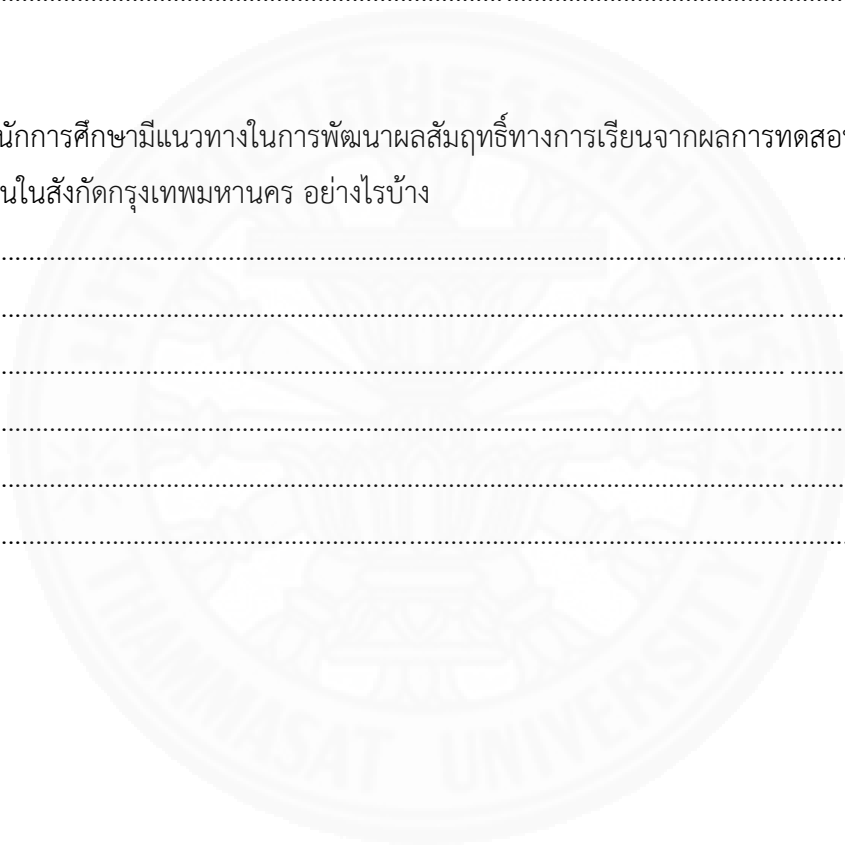 นักการศึกษามีแนวทางในการพัฒนาผลสัมฤทธิ์ทางการเรียนจากผลการทดสอบ
นในสังกัดกรุงเทพมหานคร อย่างไรบ้าง
THAMMASAT UNIVERSITY